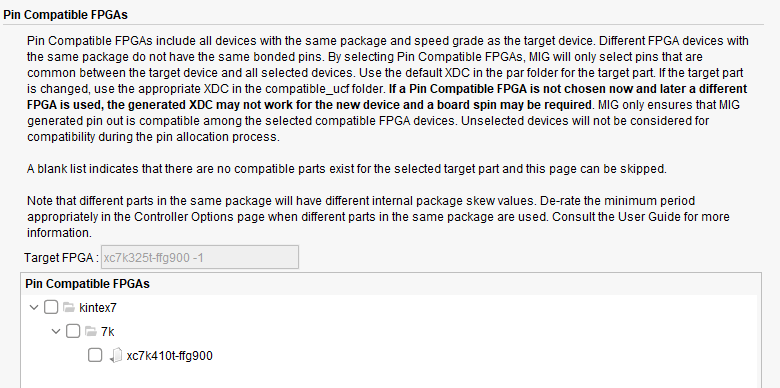 Pin Compatible FPGAs
Pin Compatible FPGAs include all devices with the same package and speed grade as the target device. Different FPGA devices with
the same package do not have the same bonded pins. By selecting Pin Compatible FPGAs, MIG will only select pins that are
common between the target device and all selected devices. Use the default XDC in the par folder for the target part. If the target part
is changed, use the appropriate XDC in the compatible_ucf folder. If a Pin Compatible FPGA is not chosen now and later a different
FPGA is used, the generated XDC may not work for the new device and a board spin may be required. MIG only ensures that MIG
generated pin out is compatible among the selected compatible FPGA devices. Unselected devices will not be considered for
compatibility during the pin allocation process.
A blank list indicates that there are no compatible parts exist for the selected target part and this page can be skipped.
Note that different parts in the same package will have different internal package skew values. De-rate the minimum period
appropriately in the Controller Options page when different parts in the same package are used. Consult the User Guide for more
information.
Target FPGA : xc7k325t-ffg900 -1
Pin Compatible FPGAs
kintex7
7k
xc7k410t-ffg900